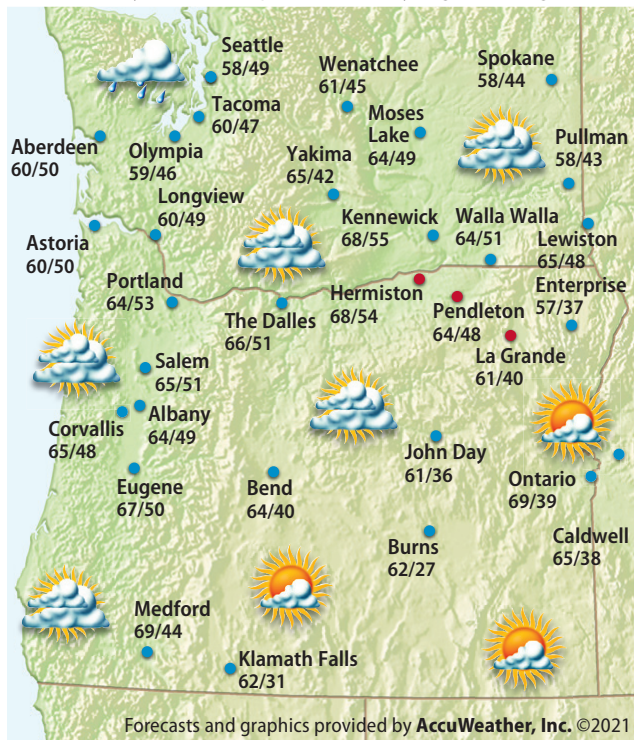 Seattle
58/49
Wenatchee
61/45
Spokane
58/44
Tacoma
60/47
Moses
Lake
64/49
Aberdeen
60/50
Olympia
59/46
Yakima
65/42
Pullman
58/43
Longview
60/49
Kennewick
68/55
Walla Walla
64/51
Lewiston
65/48
Astoria
60/50
Portland
64/53
The Dalles
66/51
Hermiston
68/54
Pendleton
64/48
Enterprise
57/37
La Grande
61/40
Salem
65/51
Albany
64/49
Corvallis
65/48
John Day
61/36
Ontario
69/39
Eugene
67/50
Bend
64/40
Burns
62/27
Caldwell
65/38
Medford
69/44
Klamath Falls
62/31
Forecasts and graphics provided by AccuWeather, Inc. ©2021